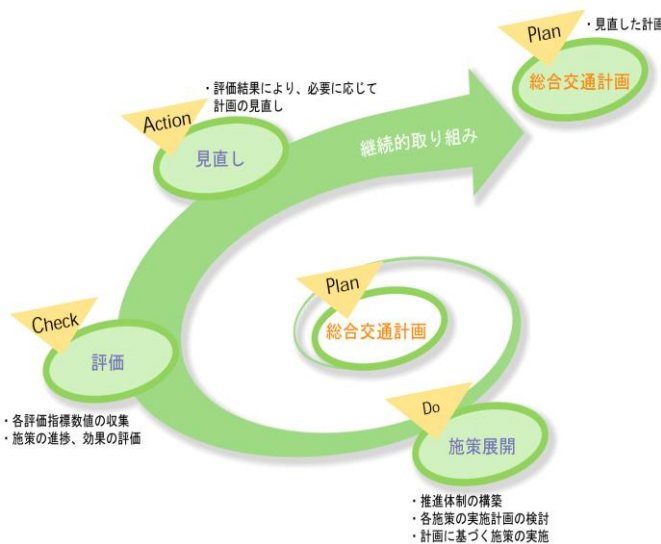 Plan
・見直した計画
総合交通計画
・評価結果により、必要に応じて
計画の見直し
Action
見直し
継続的取り組み
Plan
総合交通計画
Check
評価
・各評価指標数値の収集
・施策の進捗、効果の評価
Do
施策展開
・推進体制の構築
・各施策の実施計画の検討
・計画に基づく施策の実施